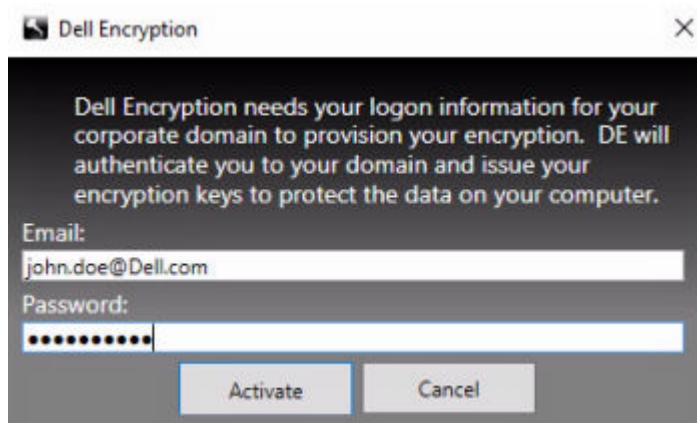 Dell Encryption
Dell Encryption needs your logon information for your
corporate domain to provision your encryption.  DE will
authenticate you to your domain and issue your
encryption keys to protect the data on your computer.
Email:
john.doe@Dell.com
Password:
●●●●●●●●●●
Activate
Cancel